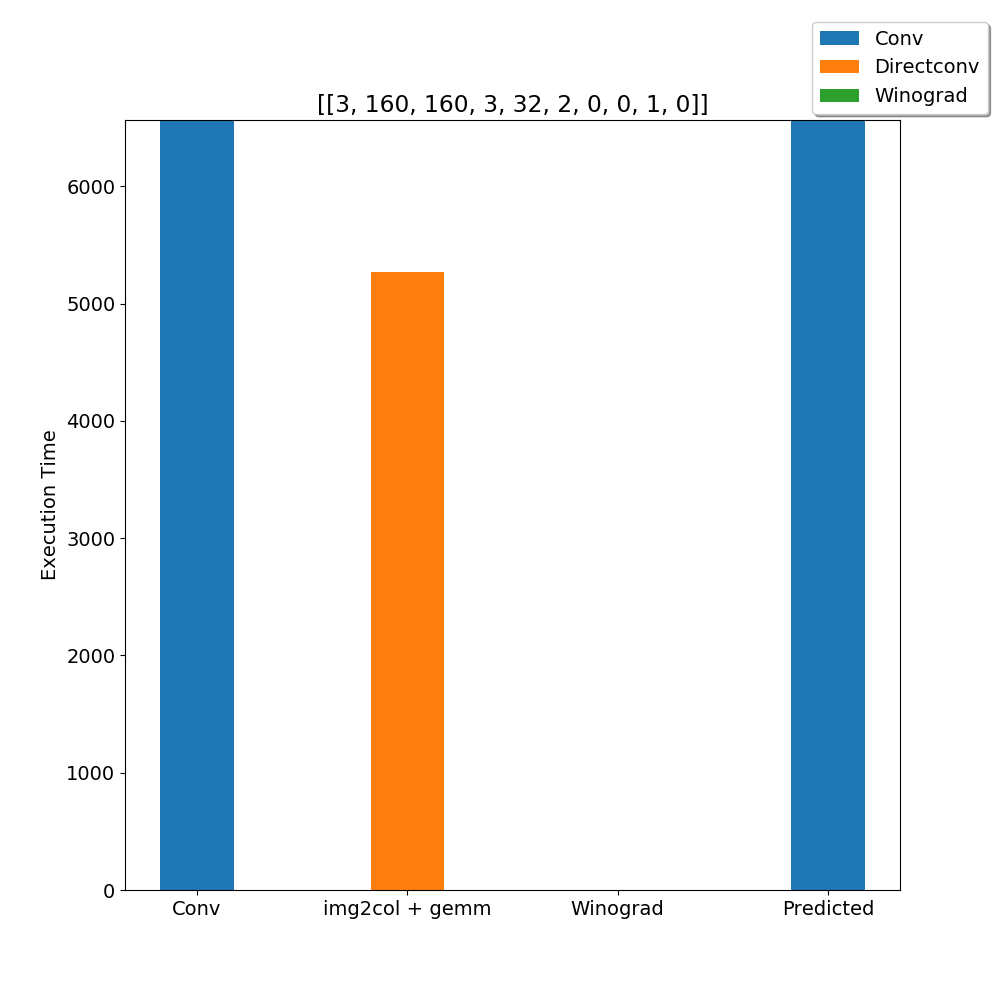 Conv
Directconv
Winograd
[[3, 160, 160, 3, 32, 2, 0, 0, 1, 0]]
6000
5000
4000
3000
2000
1000
0
Execution Time
Conv
img2col + gemm
Winograd
Predicted